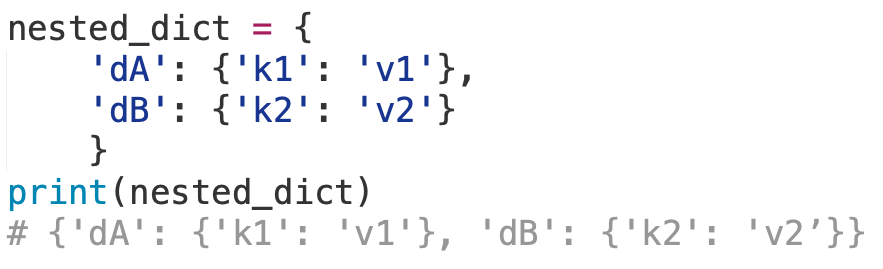 nested_dict = {
    'dA': {'k1': 'v1'},
    'dB': {'k2': 'v2'}
    }
print(nested_dict)
# {'dA': {'k1': 'v1'}, 'dB': {'k2': 'v2’}}